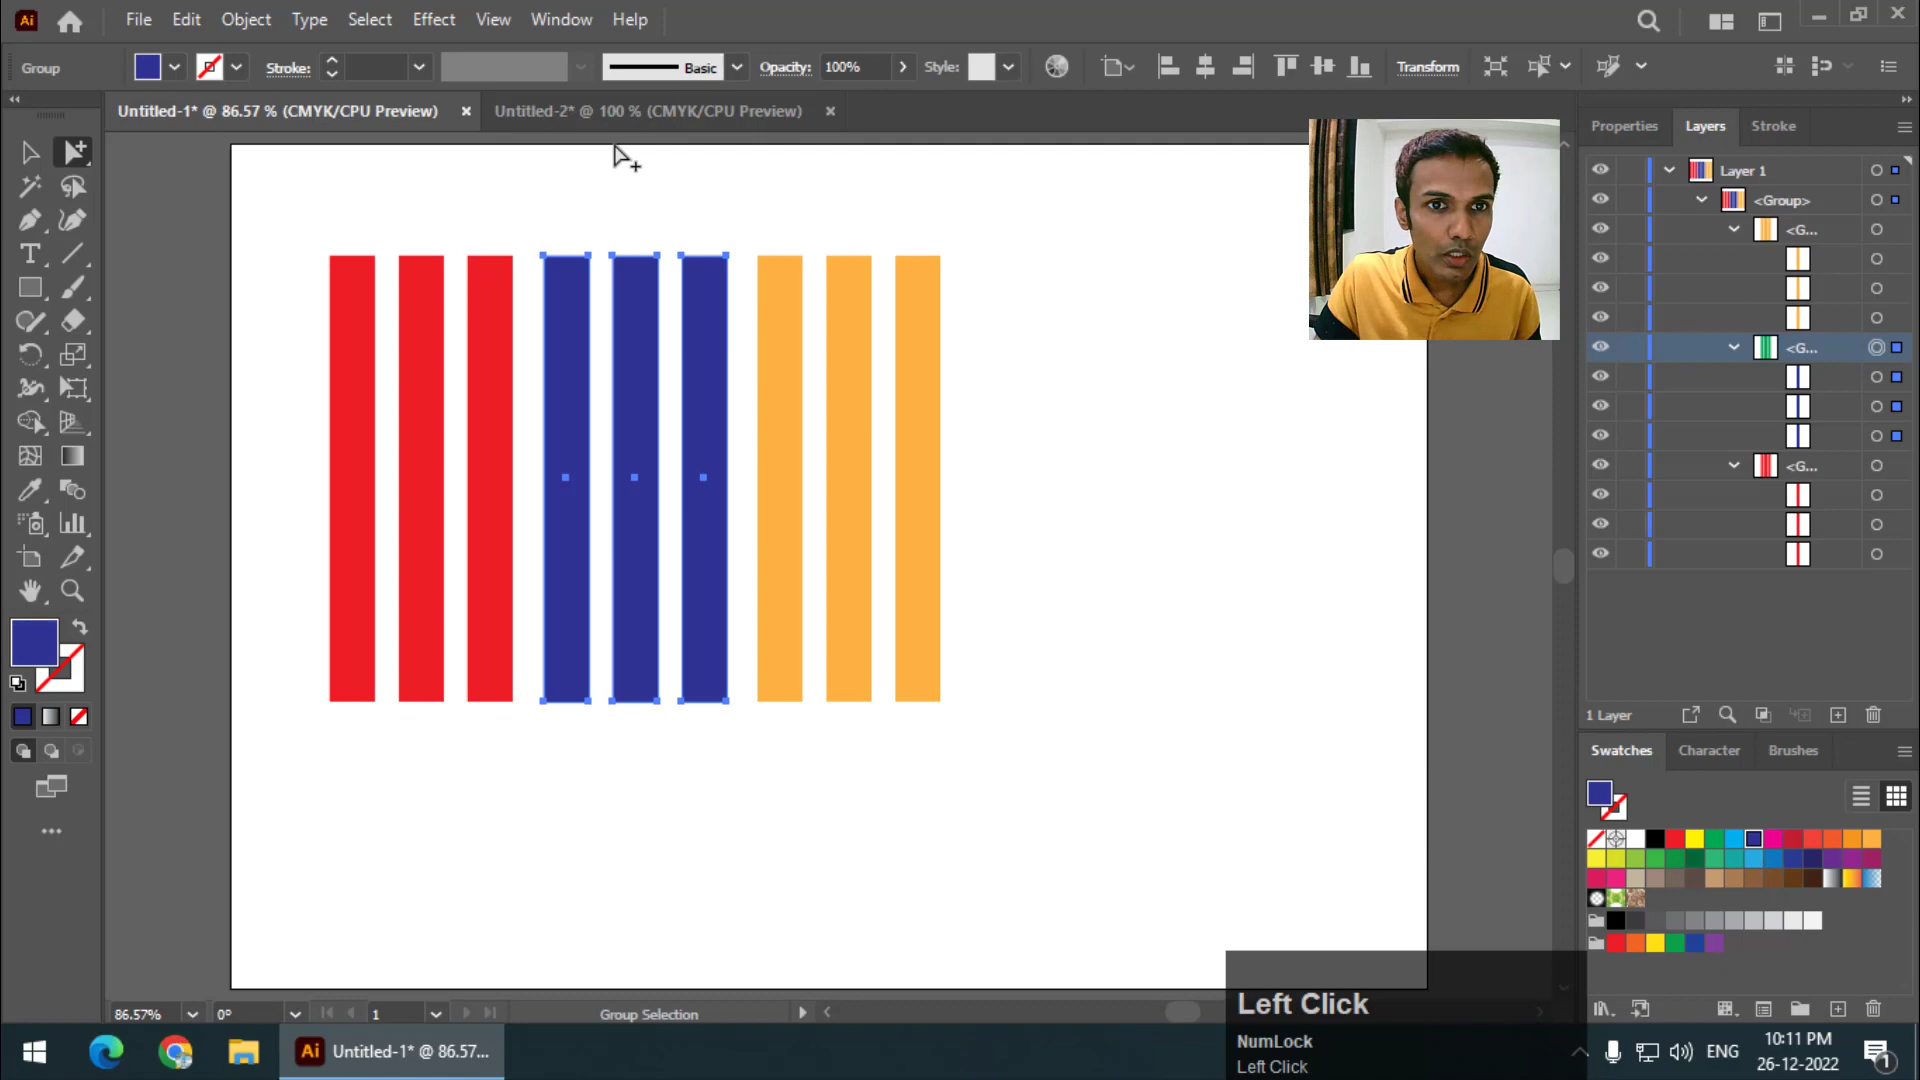 Ai File Edit Object Type Select Effect View Window Help
Group Stroke: Basic Opacity: 100% Style: Transform
Untitled-1* @ 86.57 % (CMYK/CPU Preview) Untitled-2* @ 100 % (CMYK/CPU Preview)
Properties Layers Stroke
Layer 1
<Group>
<G...
<G...
<G...
1 Layer
Swatches Character Brushes
86.57% 0° 1 Group Selection
Left Click
NumLock
Left Click
Ai Untitled-1* @ 86.57...
ENG
10:11 PM
26-12-2022
1